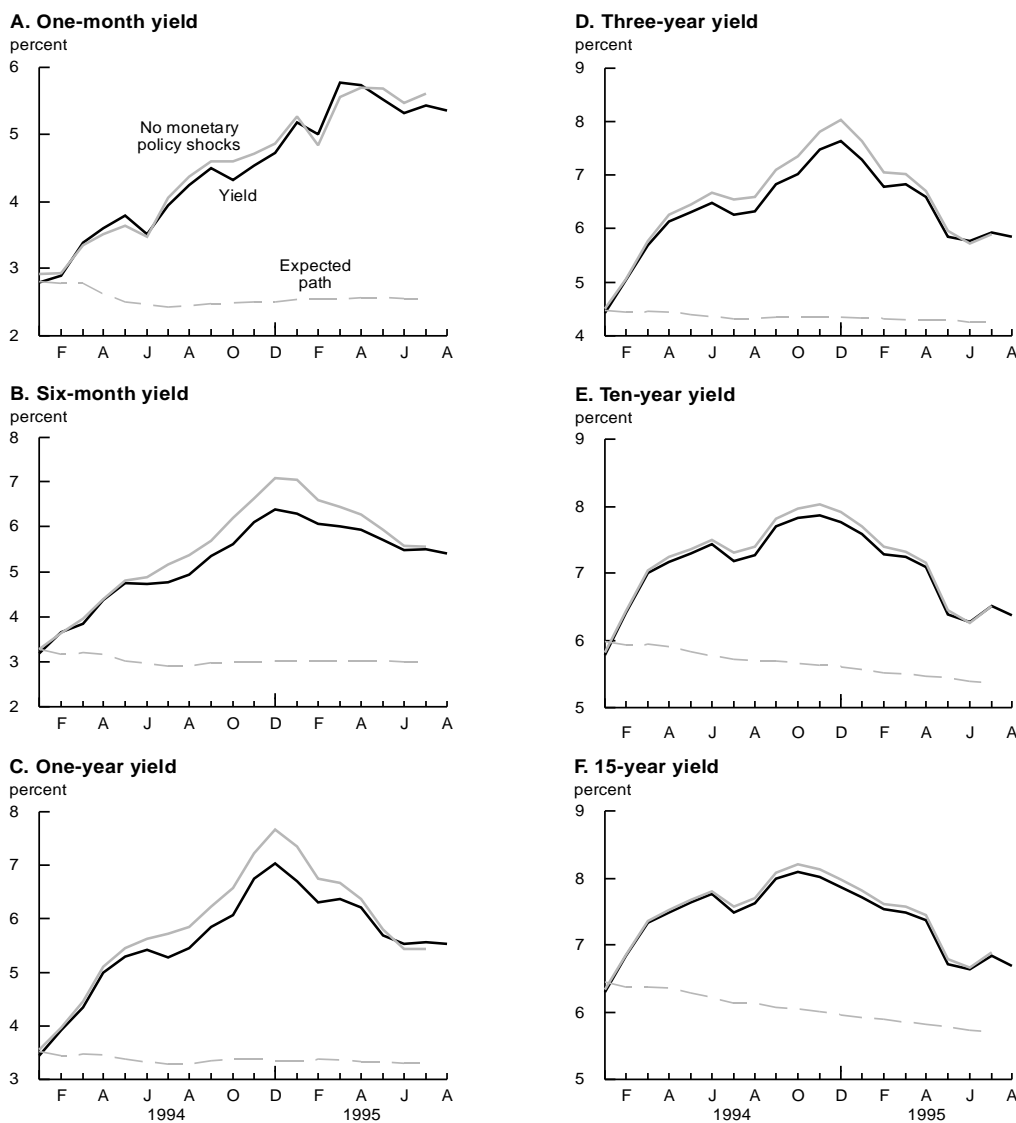 A. One-month yield
percent
6
5
4
3
2
No monetary
policy shocks
Yield
Expected
path
F A J A O D F A J A
B. Six-month yield
percent
8
7
6
5
4
3
2
F A J A O D F A J A
C. One-year yield
percent
8
7
6
5
4
3
F A J A O D F A J A
1994 1995
D. Three-year yield
percent
9
8
7
6
5
4
F A J A O D F A J A
E. Ten-year yield
percent
9
8
7
6
5
F A J A O D F A J A
F. 15-year yield
percent
9
8
7
6
5
F A J A O D F A J A
1994 1995